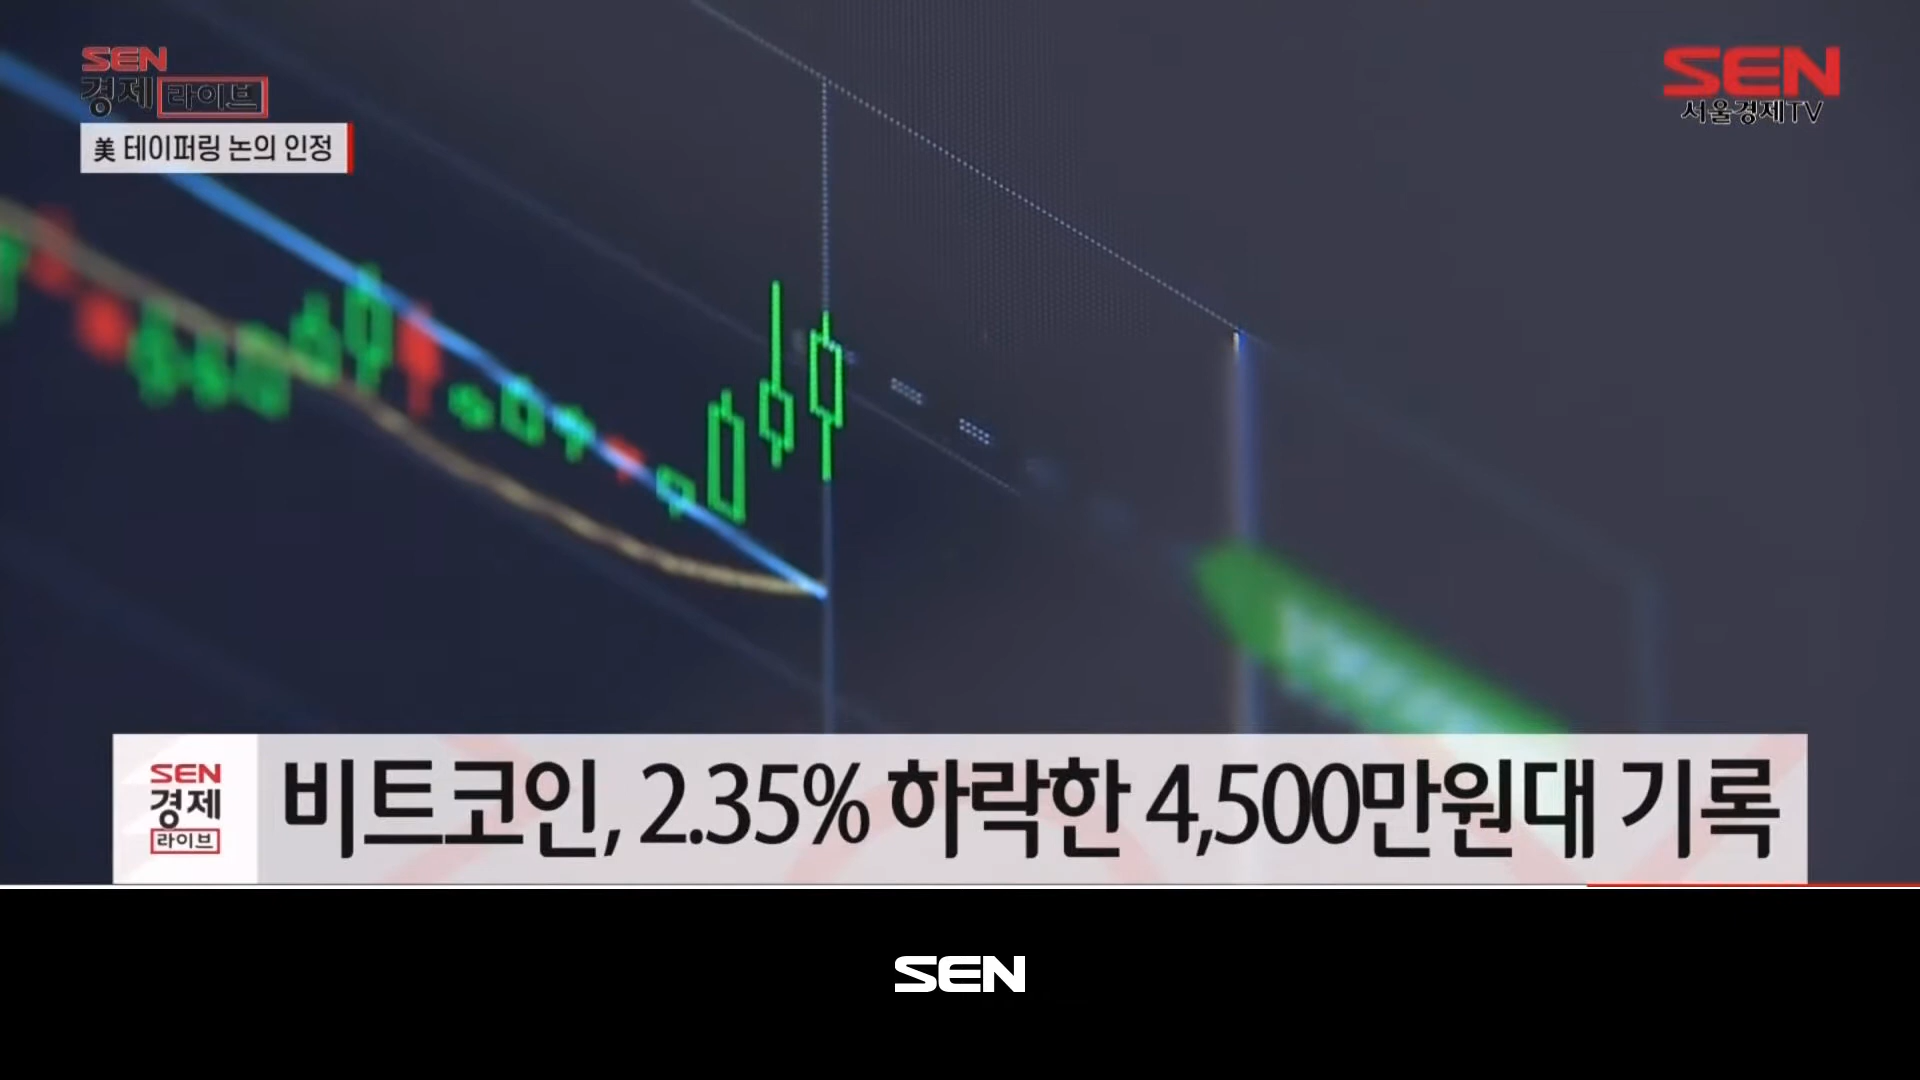 SEN
경제 라이브
美 테이퍼링 논의 인정
SEN
서울경제TV
SEN
경제
라이브
비트코인, 2.35% 하락한 4,500만원대 기록
SEN